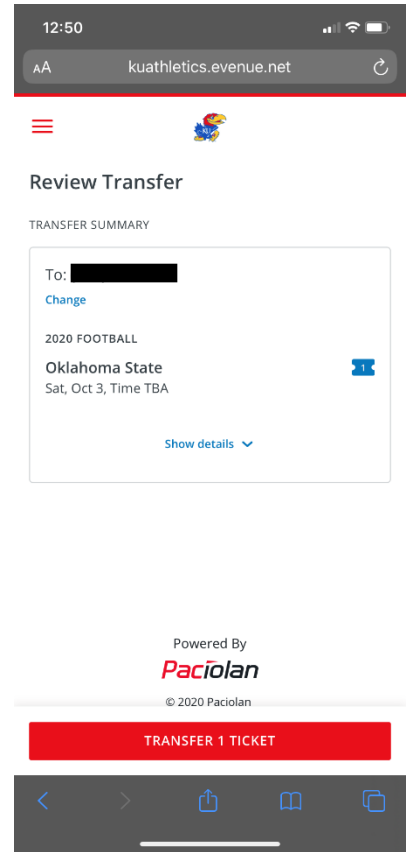 12:50
AA kuathletics.evenue.net
KU
Review Transfer
TRANSFER SUMMARY
To:
Change
2020 FOOTBALL
Oklahoma State
1
Sat, Oct 3, Time TBA
Show details
Powered By
Paciolan
© 2020 Paciolan
TRANSFER 1 TICKET